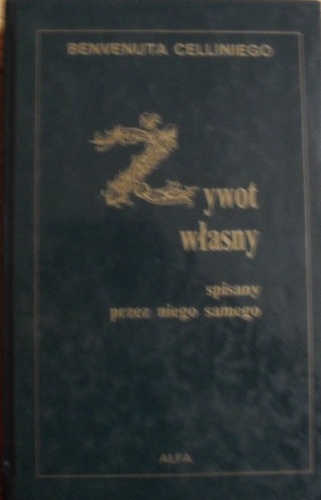 BENVENUTA CELLINIEGO
Żywot
własny
spisany
przez niego samego
ALFA